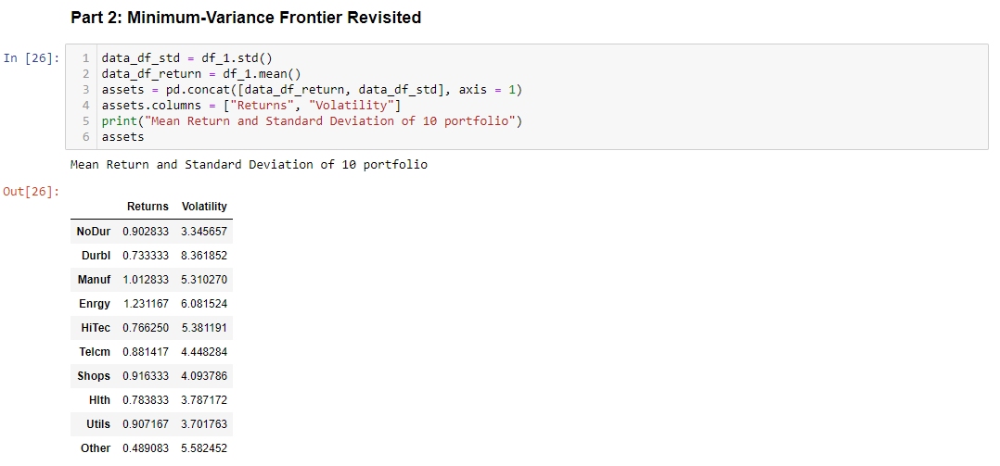 Part 2: Minimum-Variance Frontier Revisited
In [26]:
1 data_df_std = df_1.std()
2 data_df_return = df_1.mean()
3 assets = pd.concat([data_df_return, data_df_std], axis = 1)
4 assets.columns = ["Returns", "Volatility"]
5 print("Mean Return and Standard Deviation of 10 portfolio")
6 assets
Mean Return and Standard Deviation of 10 portfolio
Out[26]:
Returns Volatility
NoDur 0.902833 3.345657
Durbl 0.733333 8.361852
Manuf 1.012833 5.310270
Enrgy 1.231167 6.081524
HiTec 0.766250 5.381191
Telcm 0.881417 4.448284
Shops 0.916333 4.093786
Hlth 0.783833 3.787172
Utils 0.907167 3.701763
Other 0.489083 5.582452